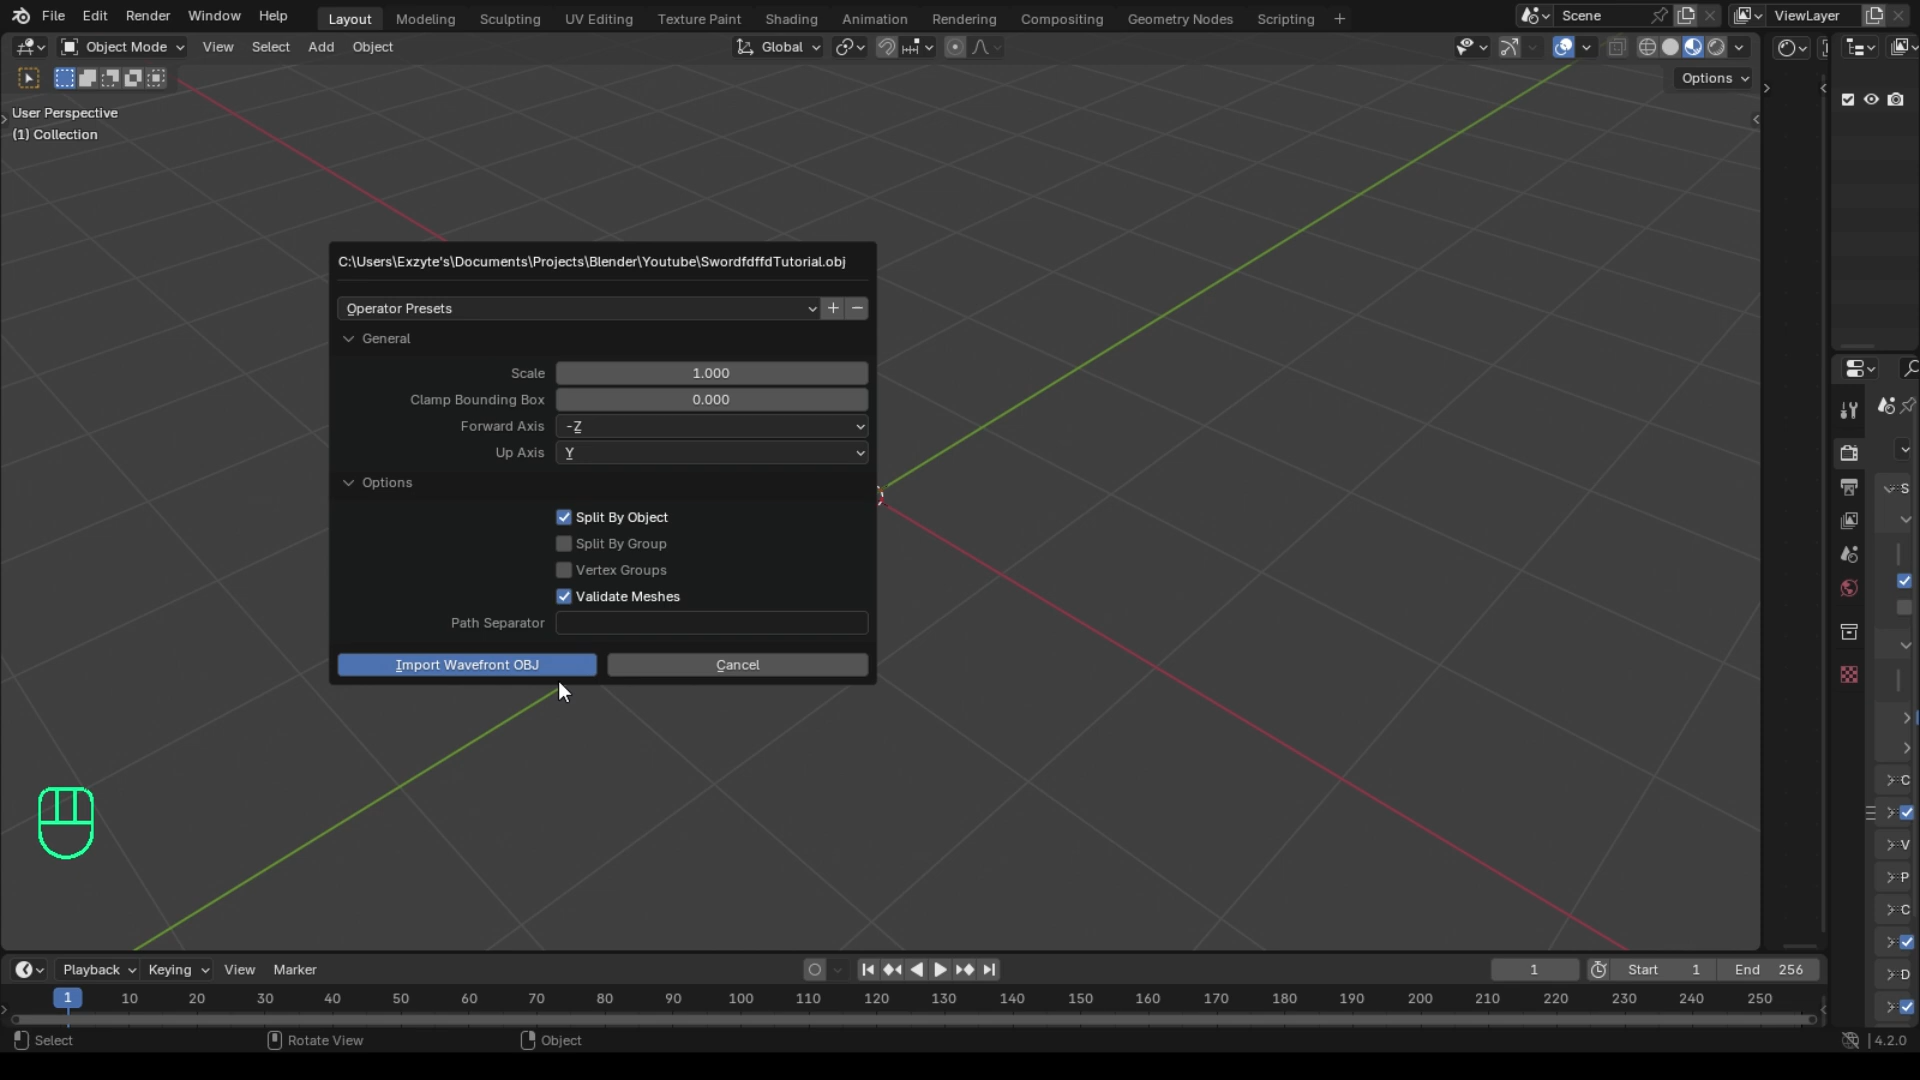 File Edit Render Window Help Layout Modeling Sculpting UV Editing Texture Paint Shading Animation Rendering Compositing Geometry Nodes Scripting + Scene ViewLayer
Object Mode View Select Add Object Global
Options
User Perspective
(1) Collection
C:\Users\Exzyte's\Documents\Projects\Blender\Youtube\SwordfdffdTutorial.obj
Operator Presets + −
General
Scale 1.000
Clamp Bounding Box 0.000
Forward Axis -Z
Up Axis Y
Options
Split By Object
Split By Group
Vertex Groups
Validate Meshes
Path Separator
Import Wavefront OBJ Cancel
S
C
V
P
C
D
Playback Keying View Marker 1 Start 1 End 256
1 10 20 30 40 50 60 70 80 90 100 110 120 130 140 150 160 170 180 190 200 210 220 230 240 250
Select Rotate View Object 4.2.0